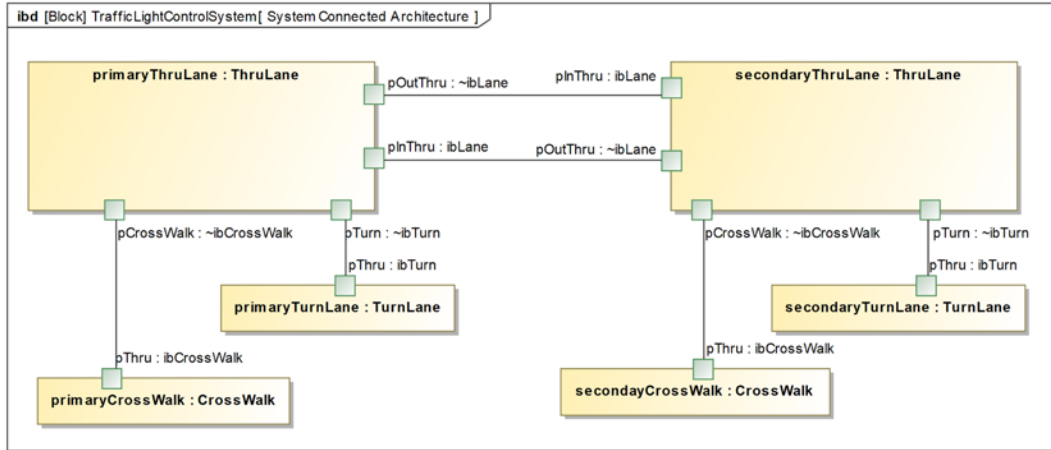 ibd [Block] TrafficLightControlSystem[ System Connected Architecture ]
primaryThruLane : ThruLane
secondaryThruLane : ThruLane
pOutThru : ~ibLane
pInThru : ibLane
pInThru : ibLane
pOutThru : ~ibLane
pCrossWalk : ~ibCrossWalk
pTurn : ~ibTurn
pCrossWalk : ~ibCrossWalk
pTurn : ~ibTurn
pThru : ibTurn
pThru : ibTurn
primaryTurnLane : TurnLane
secondaryTurnLane : TurnLane
pThru : ibCrossWalk
pThru : ibCrossWalk
primaryCrossWalk : CrossWalk
secondayCrossWalk : CrossWalk